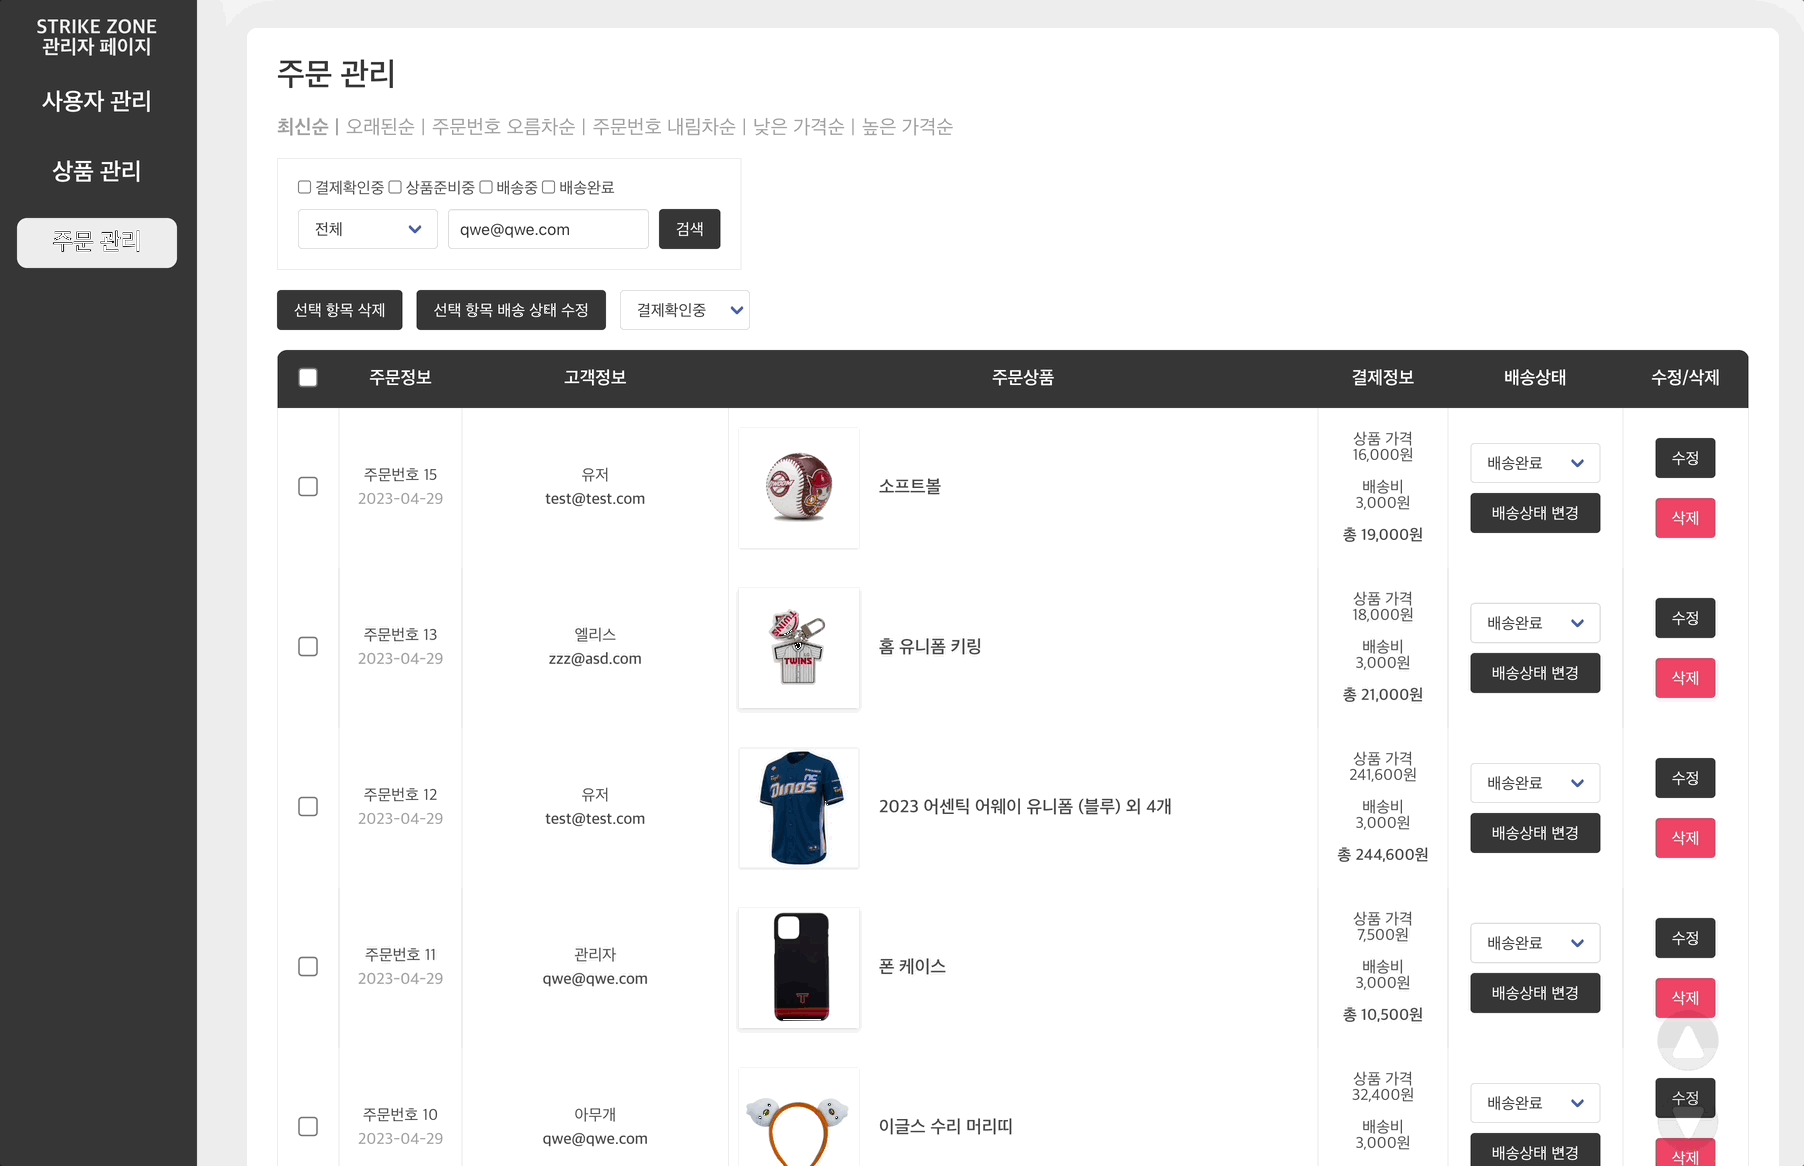 STRIKE ZONE
관리자 페이지
사용자 관리
상품 관리
주문 관리
주문 관리
최신순 | 오래된순 | 주문번호 오름차순 | 주문번호 내림차순 | 낮은 가격순 | 높은 가격순
결제확인중 상품준비중 배송중 배송완료
전체 qwe@qwe.com 검색
선택 항목 삭제 선택 항목 배송 상태 수정 결제확인중
주문정보 고객정보 주문상품 결제정보 배송상태 수정/삭제
주문번호 15
2023-04-29
유저
test@test.com
소프트볼
상품 가격
16,000원
배송비
3,000원
총 19,000원
배송완료
배송상태 변경
수정
삭제
주문번호 13
2023-04-29
엘리스
zzz@asd.com
TWINS
홈 유니폼 키링
상품 가격
18,000원
배송비
3,000원
총 21,000원
배송완료
배송상태 변경
수정
삭제
주문번호 12
2023-04-29
유저
test@test.com
DINOS
2023 어센틱 어웨이 유니폼 (블루) 외 4개
상품 가격
241,600원
배송비
3,000원
총 244,600원
배송완료
배송상태 변경
수정
삭제
주문번호 11
2023-04-29
관리자
qwe@qwe.com
폰 케이스
상품 가격
7,500원
배송비
3,000원
총 10,500원
배송완료
배송상태 변경
수정
삭제
주문번호 10
2023-04-29
아무개
qwe@qwe.com
이글스 수리 머리띠
상품 가격
32,400원
배송비
3,000원
배송완료
배송상태 변경
수정
삭제